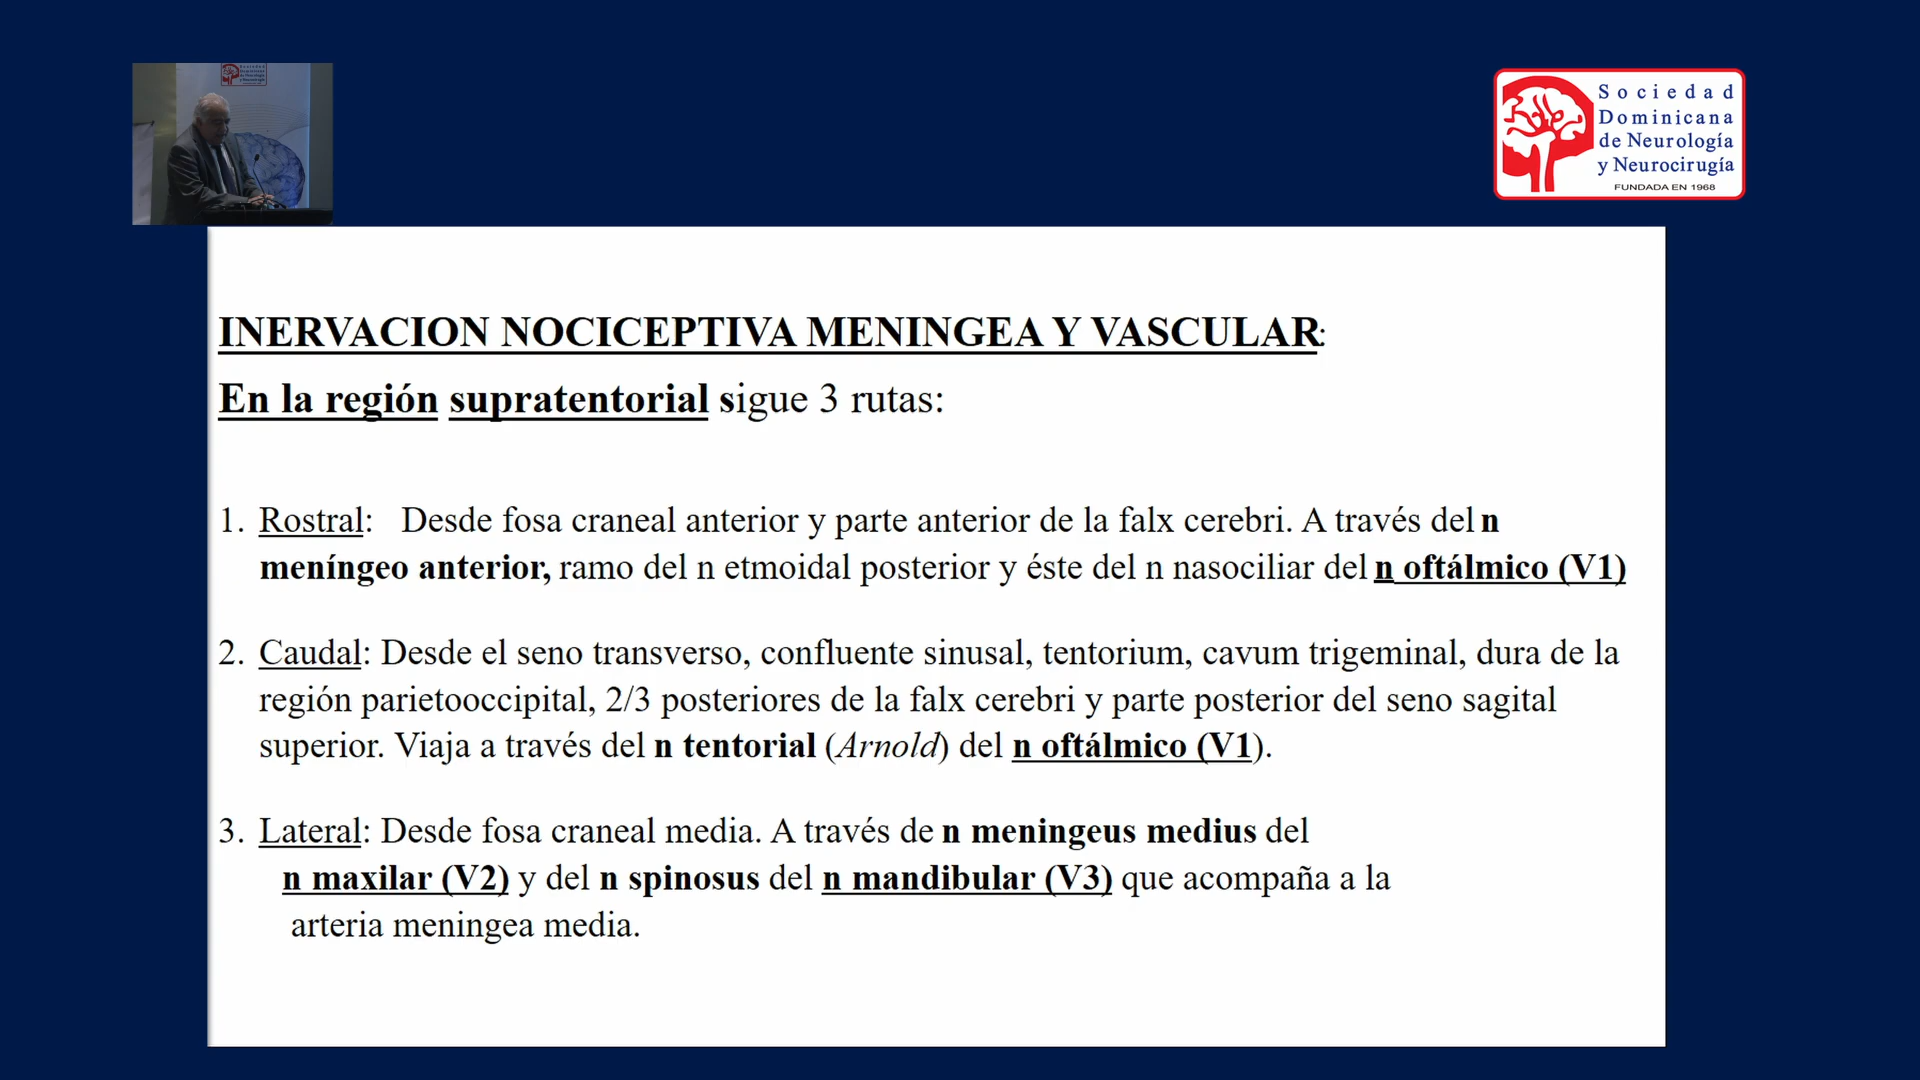 Sociedad
Dominicana
de Neurología
y Neurocirugía
FUNDADA EN 1968
INERVACION NOCICEPTIVA MENINGEA Y VASCULAR:
En la región supratentorial sigue 3 rutas:
1. Rostral: Desde fosa craneal anterior y parte anterior de la falx cerebri. A través del n
meníngeo anterior, ramo del n etmoidal posterior y éste del n nasociliar del n oftálmico (V1)
2. Caudal: Desde el seno transverso, confluente sinusal, tentorium, cavum trigeminal, dura de la
región parietooccipital, 2/3 posteriores de la falx cerebri y parte posterior del seno sagital
superior. Viaja a través del n tentorial (Arnold) del n oftálmico (V1).
3. Lateral: Desde fosa craneal media. A través de n meningeus medius del
n maxilar (V2) y del n spinosus del n mandibular (V3) que acompaña a la
arteria meningea media.